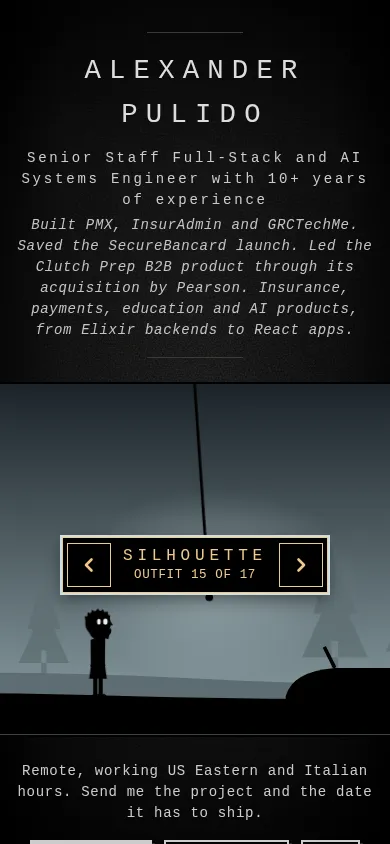 ALEXANDER
PULIDO
Senior Staff Full-Stack and AI
Systems Engineer with 10+ years
of experience
Built PMX, InsurAdmin and GRCTechMe.
Saved the SecureBancard launch. Led the
Clutch Prep B2B product through its
acquisition by Pearson. Insurance,
payments, education and AI products,
from Elixir backends to React apps.
SILHOUETTE
OUTFIT 15 OF 17
Remote, working US Eastern and Italian
hours. Send me the project and the date
it has to ship.